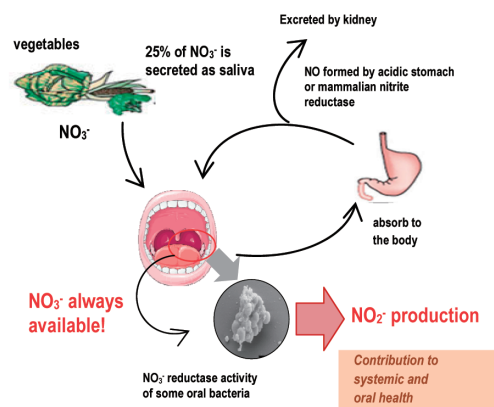 Excreted by kidney
vegetables
25% of NO₃⁻ is
secreted as saliva
NO formed by acidic stomach
or mammalian nitrite
reductase
NO₃⁻
absorb to
the body
NO₃⁻ always
available!
NO₂⁻ production
NO₃⁻ reductase activity
of some oral bacteria
Contribution to
systemic and
oral health